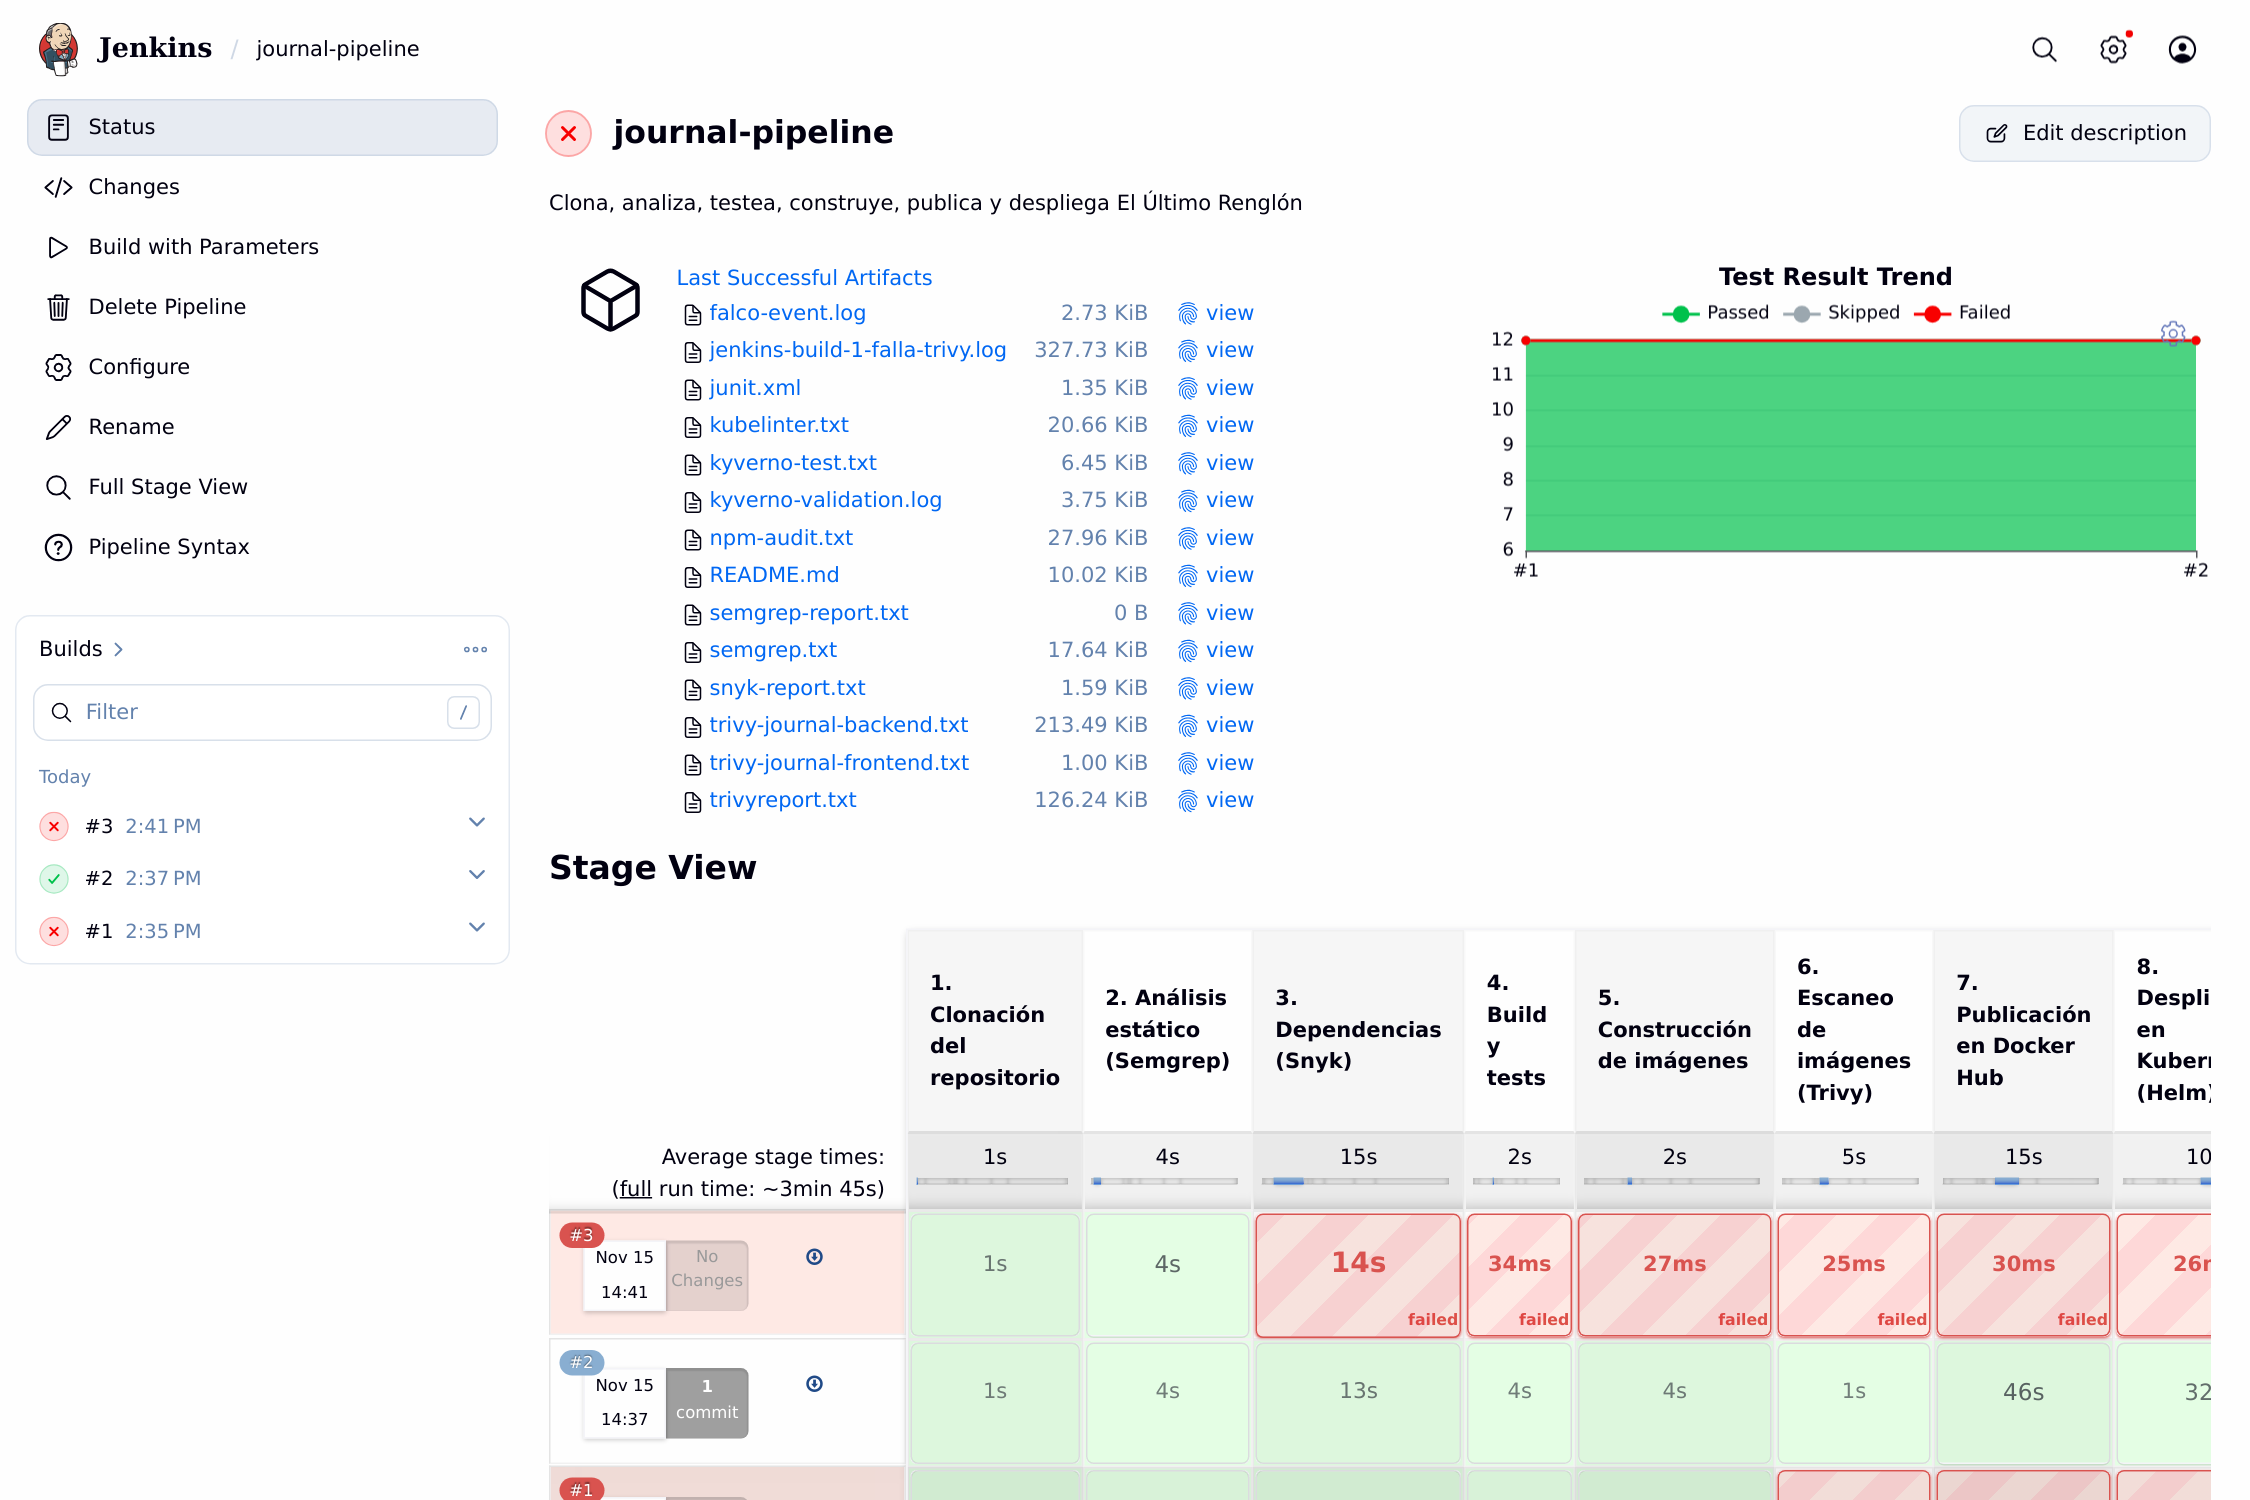 Jenkins / journal-pipeline
Status
Changes
Build with Parameters
Delete Pipeline
Configure
Rename
Full Stage View
Pipeline Syntax
Builds
Filter /
Today
#3 2:41 PM
#2 2:37 PM
#1 2:35 PM
journal-pipeline
Edit description
Clona, analiza, testea, construye, publica y despliega El Último Renglón
Last Successful Artifacts
falco-event.log 2.73 KiB view
jenkins-build-1-falla-trivy.log 327.73 KiB view
junit.xml 1.35 KiB view
kubelinter.txt 20.66 KiB view
kyverno-test.txt 6.45 KiB view
kyverno-validation.log 3.75 KiB view
npm-audit.txt 27.96 KiB view
README.md 10.02 KiB view
semgrep-report.txt 0 B view
semgrep.txt 17.64 KiB view
snyk-report.txt 1.59 KiB view
trivy-journal-backend.txt 213.49 KiB view
trivy-journal-frontend.txt 1.00 KiB view
trivyreport.txt 126.24 KiB view
Test Result Trend
Passed Skipped Failed
12
11
10
9
8
7
6
#1 #2
Stage View
1.
Clonación
del
repositorio
2. Análisis
estático
(Semgrep)
3.
Dependencias
(Snyk)
4.
Build
y
tests
5.
Construcción
de imágenes
6.
Escaneo
de
imágenes
(Trivy)
7.
Publicación
en Docker
Hub
8.
Despli
en
Kuber
(Helm)
Average stage times:
(full run time: ~3min 45s)
1s 4s 15s 2s 2s 5s 15s 10
#3
Nov 15
14:41
No
Changes
1s 4s 14s 34ms 27ms 25ms 30ms 26m
failed failed failed failed failed
#2
Nov 15
14:37
1
commit
1s 4s 13s 4s 4s 1s 46s 32
#1